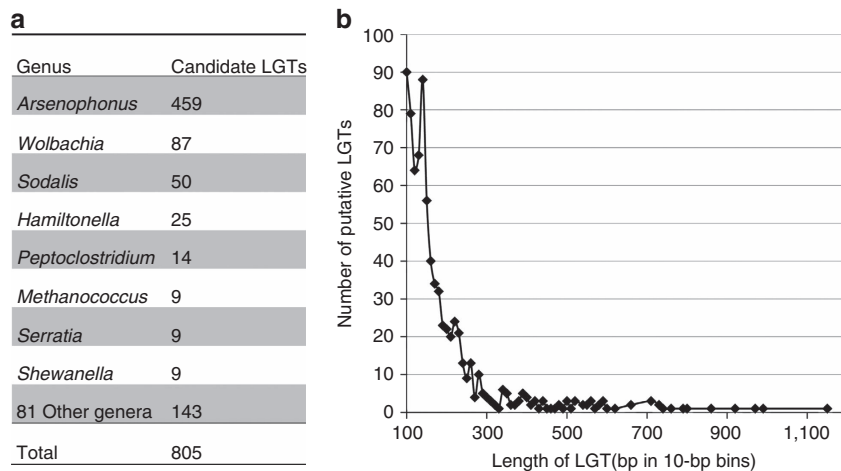 a
Genus Candidate LGTs
Arsenophonus 459
Wolbachia 87
Sodalis 50
Hamiltonella 25
Peptoclostridium 14
Methanococcus 9
Serratia 9
Shewanella 9
81 Other genera 143
Total 805
b
Number of putative LGTs
100
90
80
70
60
50
40
30
20
10
0
100 300 500 700 900 1,100
Length of LGT(bp in 10-bp bins)